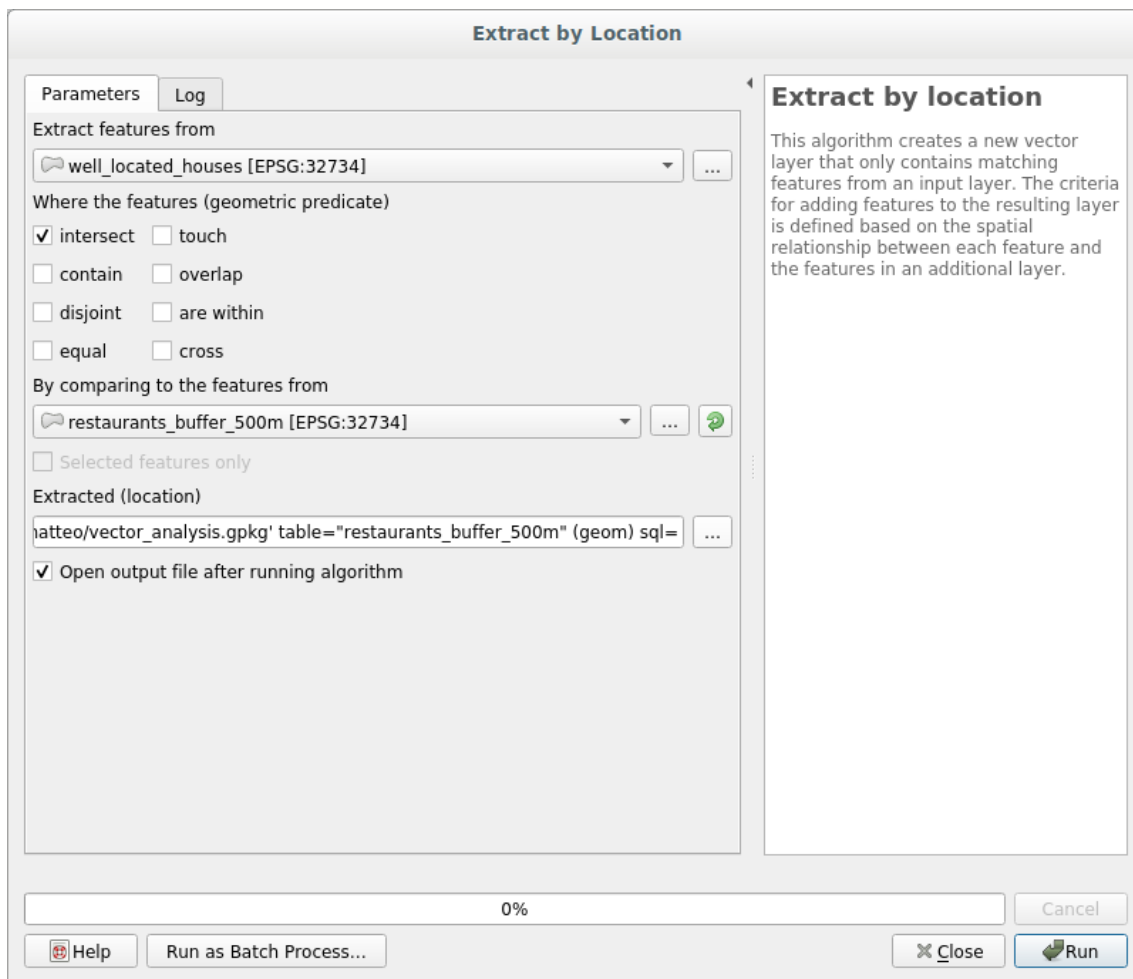 Extract by Location
Parameters
Log
Extract features from
well_located_houses [EPSG:32734]
...
Where the features (geometric predicate)
intersect
touch
contain
overlap
disjoint
are within
equal
cross
By comparing to the features from
restaurants_buffer_500m [EPSG:32734]
...
Selected features only
Extracted (location)
natteo/vector_analysis.gpkg' table="restaurants_buffer_500m" (geom) sql=
...
Open output file after running algorithm
Extract by location
This algorithm creates a new vector
layer that only contains matching
features from an input layer. The criteria
for adding features to the resulting layer
is defined based on the spatial
relationship between each feature and
the features in an additional layer.
0%
Cancel
Help
Run as Batch Process...
Close
Run